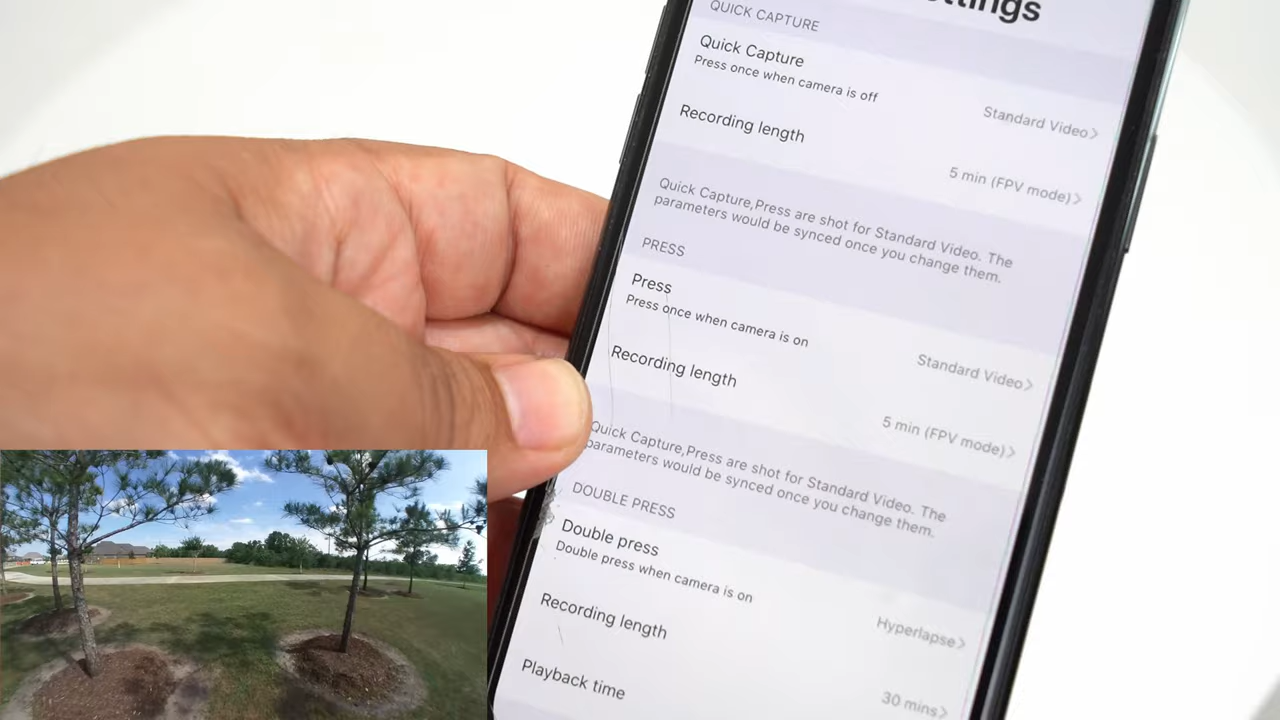 QUICK CAPTURE
Quick Capture
Press once when camera is off
Standard Video>
Recording length
5 min (FPV mode)>
Quick Capture,Press are shot for Standard Video. The
parameters would be synced once you change them.
PRESS
Press
Press once when camera is on
Standard Video>
Recording length
5 min (FPV mode)>
Quick Capture,Press are shot for Standard Video. The
parameters would be synced once you change them.
DOUBLE PRESS
Double press
Double press when camera is on
Hyperlapse>
Recording length
Playback time
30 mins>